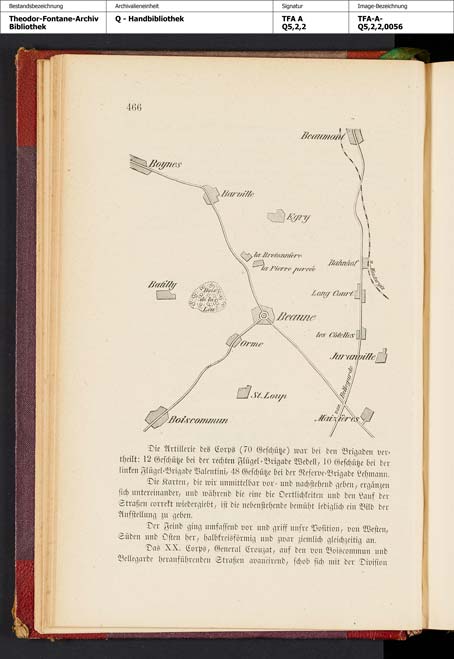 Bestandsbezeichnung
Archivalieneinheit
Signatur
Image-Bezeichnung
Theodor-Fontane-Archiv
Bibliothek
Q - Handbibliothek
TFA A
Q5,2,2
TFA-A-
Q5,2,2,0056
466
Beaumont
Boynes
Barville
Egry
la Bretonnière
la Pierre percée
Bahnhof
Batilly
Bois
de la
Leu
Long Court
Beaune
les Côtelles
Orme
Juranville
St. Loup
von Bellegarde
Boiscommun
Maizières
Die Artillerie des Corps (70 Geschütze) war bei den Brigaden ver-
theilt: 12 Geschütze bei der rechten Flügel-Brigade Wedell, 10 Geschütze bei der
linken Flügel-Brigade Valentini, 48 Geschütze bei der Reserve-Brigade Lehmann.
Die Karten, die wir unmittelbar vor- und nachstehend geben, ergänzen
sich untereinander, und während die eine die Oertlichkeiten und den Lauf der
Straßen correkt wiedergiebt, ist die nebenstehende bemüht lediglich ein Bild der
Aufstellung zu geben.
Der Feind ging umfassend vor und griff unsre Position, von Westen,
Süden und Osten her, halbkreisförmig und zwar ziemlich gleichzeitig an.
Das XX. Corps, General Crouzat, auf den von Boiscommun und
Bellegarde heranführenden Straßen avancirend, schob sich mit der Division